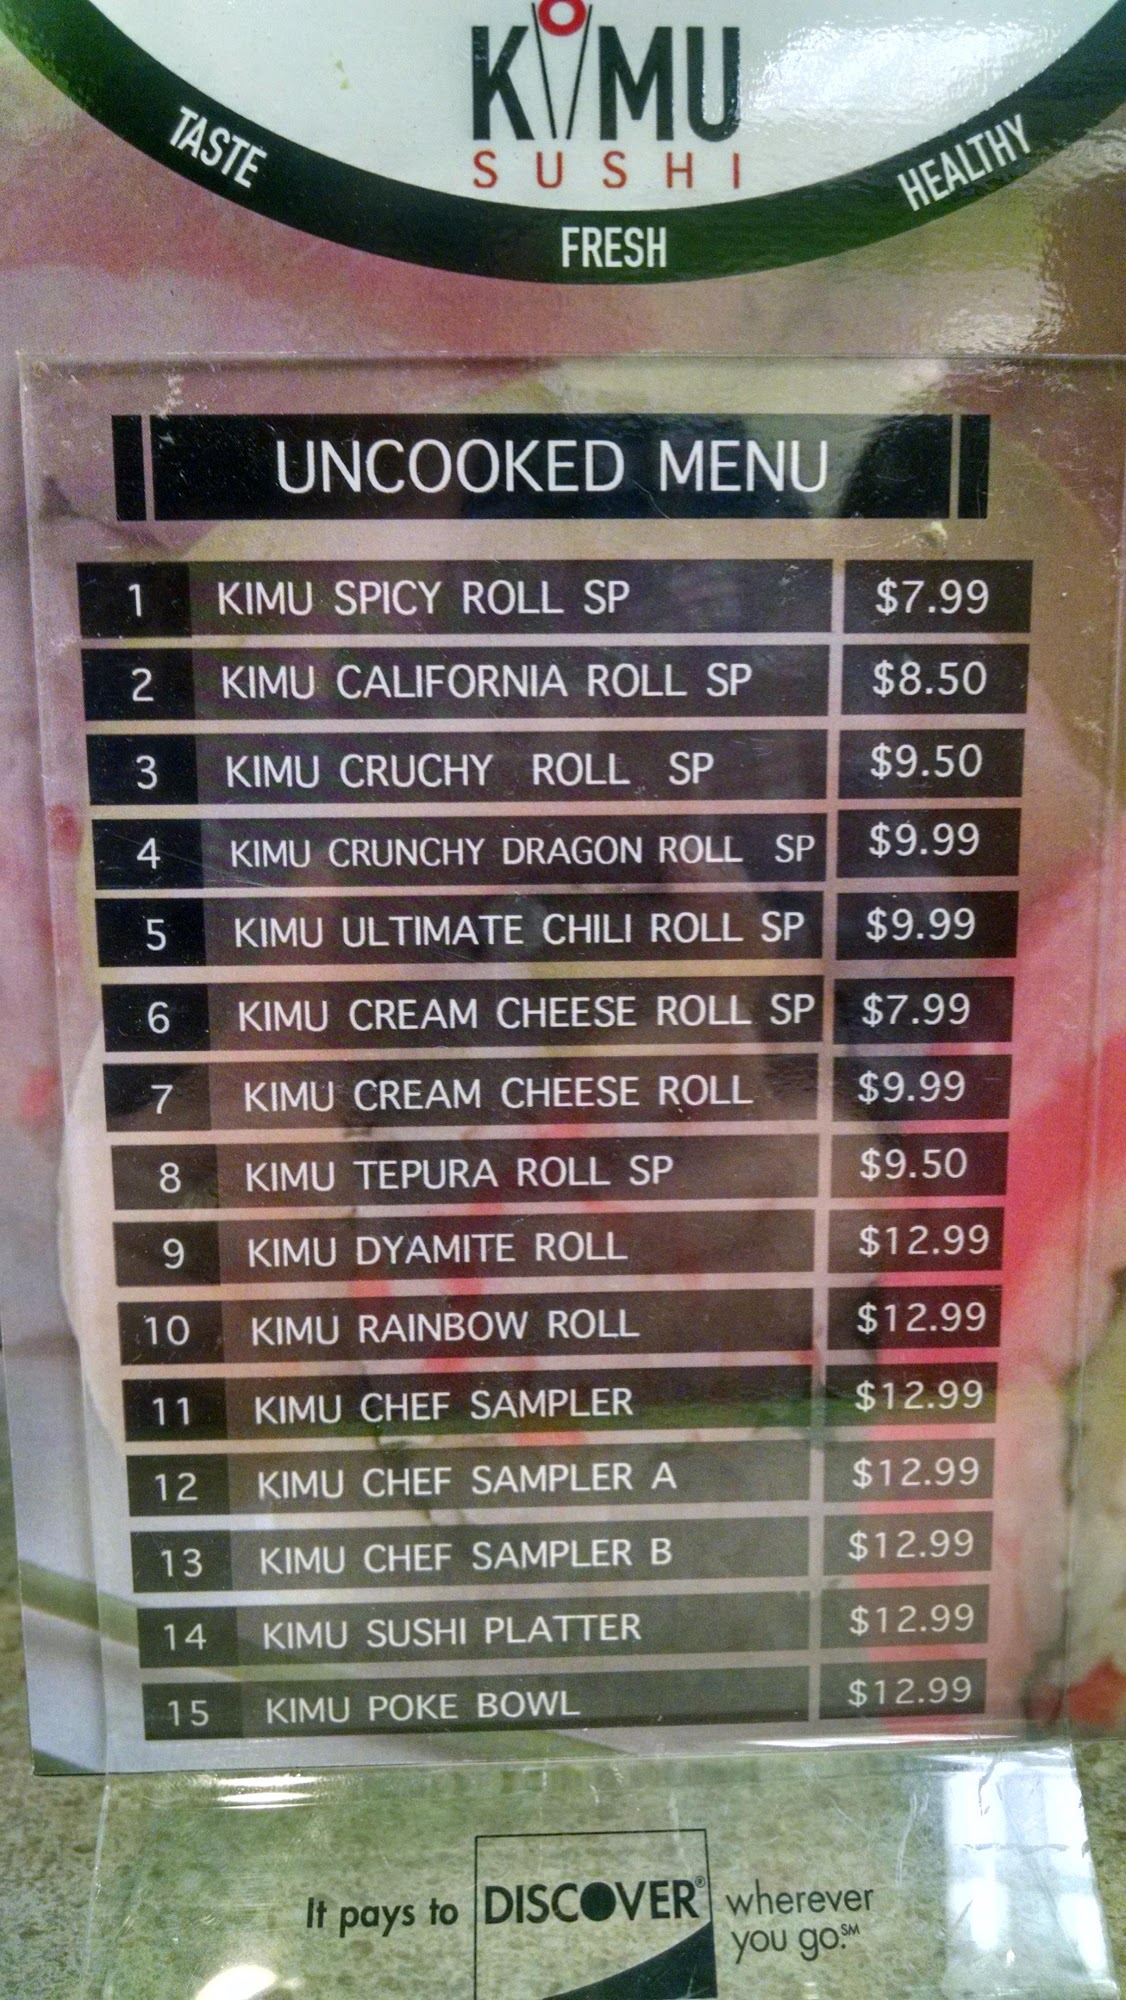 KIMU
SUSHI
TASTE
FRESH
HEALTHY
UNCOOKED MENU
1 KIMU SPICY ROLL SP $7.99
2 KIMU CALIFORNIA ROLL SP $8.50
3 KIMU CRUCHY ROLL SP $9.50
4 KIMU CRUNCHY DRAGON ROLL SP $9.99
5 KIMU ULTIMATE CHILI ROLL SP $9.99
6 KIMU CREAM CHEESE ROLL SP $7.99
7 KIMU CREAM CHEESE ROLL $9.99
8 KIMU TEPURA ROLL SP $9.50
9 KIMU DYAMITE ROLL $12.99
10 KIMU RAINBOW ROLL $12.99
11 KIMU CHEF SAMPLER $12.99
12 KIMU CHEF SAMPLER A $12.99
13 KIMU CHEF SAMPLER B $12.99
14 KIMU SUSHI PLATTER $12.99
15 KIMU POKE BOWL $12.99
It pays to DISCOVER® wherever
you go.℠